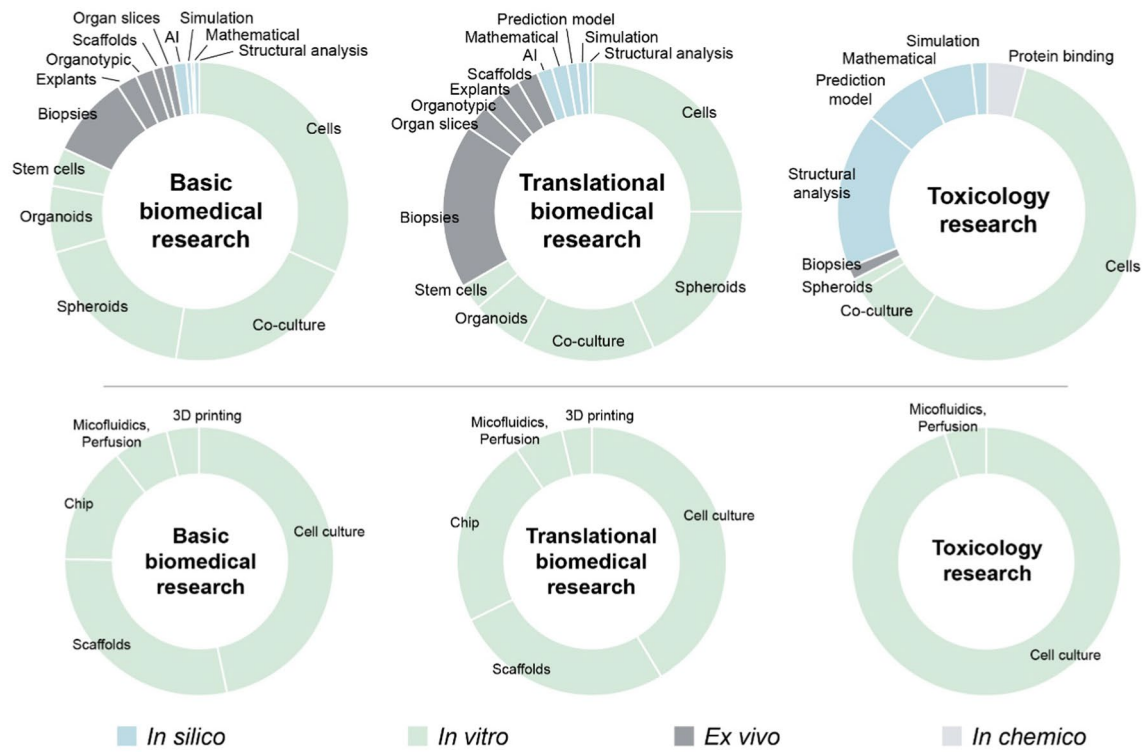 Organ slices
Simulation
Scaffolds
AI
Mathematical
Organotypic
Structural analysis
Explants
Biopsies
Cells
Stem cells
Organoids
Basic
biomedical
research
Spheroids
Co-culture
Prediction model
Mathematical
Simulation
AI
Structural analysis
Scaffolds
Explants
Organotypic
Organ slices
Cells
Biopsies
Translational
biomedical
research
Stem cells
Spheroids
Organoids
Co-culture
Simulation
Mathematical
Protein binding
Prediction
model
Structural
analysis
Toxicology
research
Biopsies
Cells
Spheroids
Co-culture
3D printing
Micofluidics,
Perfusion
Chip
Cell culture
Basic
biomedical
research
Scaffolds
3D printing
Micofluidics,
Perfusion
Chip
Cell culture
Translational
biomedical
research
Scaffolds
Micofluidics,
Perfusion
Toxicology
research
Cell culture
In silico
In vitro
Ex vivo
In chemico